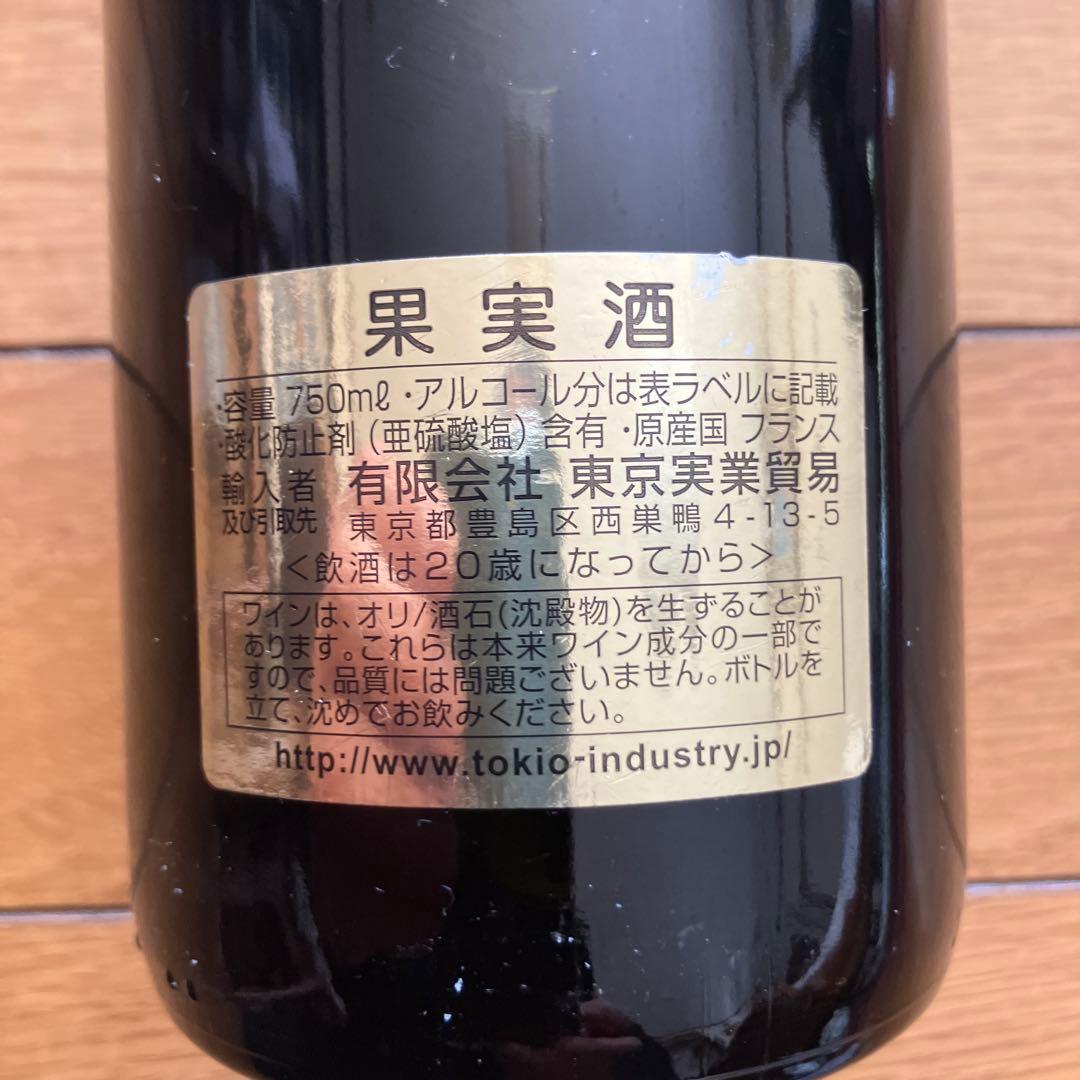 果実酒
・容量 750mℓ ・アルコール分は表ラベルに記載
・酸化防止剤(亜硫酸塩)含有 ・原産国 フランス
輸入者 有限会社 東京実業貿易
及び引取先 東京都豊島区西巣鴨4-13-5
<飲酒は20歳になってから>
ワインは、オリ/酒石(沈殿物)を生ずることが
あります。これらは本来ワイン成分の一部で
すので、品質には問題ございません。ボトルを
立て、沈めてお飲みください。
http://www.tokio-industry.jp/